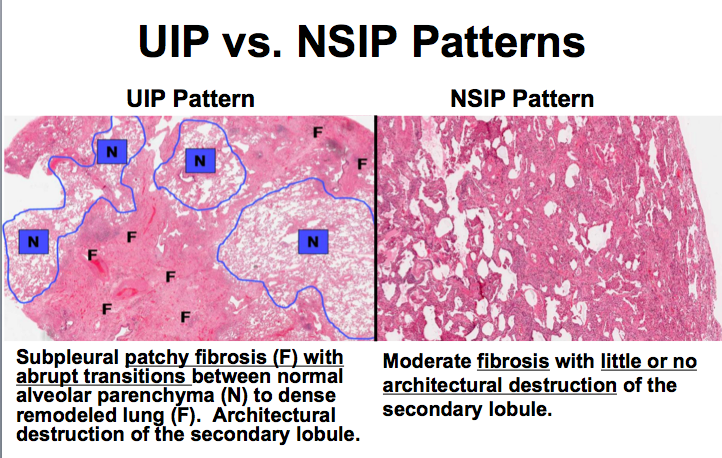 UIP vs. NSIP Patterns
UIP Pattern
NSIP Pattern
N
N
N
N
F
F
F
F
F
F
F
Subpleural patchy fibrosis (F) with
abrupt transitions between normal
alveolar parenchyma (N) to dense
remodeled lung (F).  Architectural
destruction of the secondary lobule.
Moderate fibrosis with little or no
architectural destruction of the
secondary lobule.